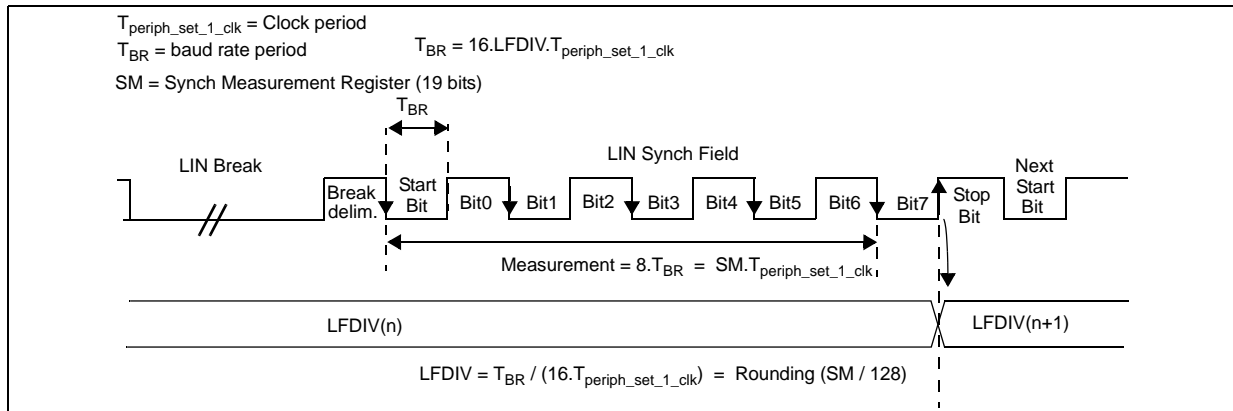 Tperiph_set_1_clk = Clock period
TBR = baud rate period TBR = 16.LFDIV.Tperiph_set_1_clk
SM = Synch Measurement Register (19 bits)
TBR
LIN Break
LIN Synch Field
Break delim.
Start Bit
Bit0 Bit1 Bit2 Bit3 Bit4 Bit5 Bit6 Bit7
Stop Bit
Next Start Bit
Measurement = 8.TBR = SM.Tperiph_set_1_clk
LFDIV(n) LFDIV(n+1)
LFDIV = TBR / (16.Tperiph_set_1_clk) = Rounding (SM / 128)